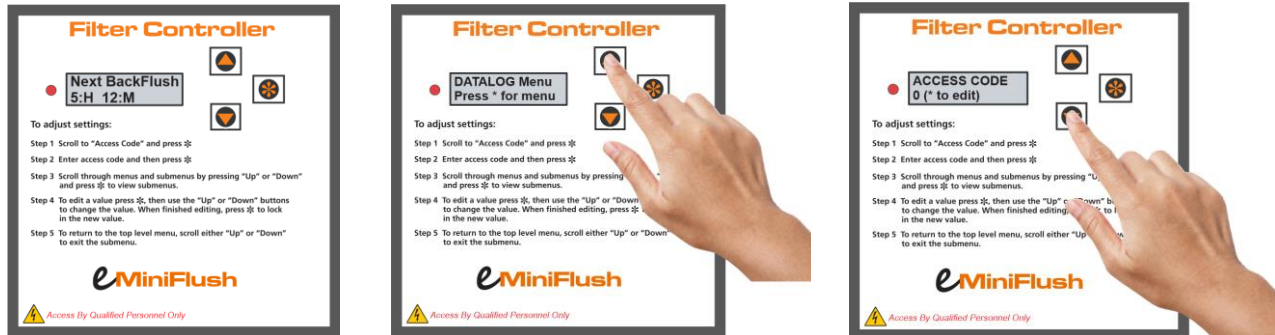 Filter Controller
Next BackFlush
5:H 12:M
To adjust settings:
Step 1 Scroll to "Access Code" and press ✻
Step 2 Enter access code and then press ✻
Step 3 Scroll through menus and submenus by pressing "Up" or "Down"
and press ✻ to view submenus.
Step 4 To edit a value press ✻, then use the "Up" or "Down" buttons
to change the value. When finished editing, press ✻ to lock
in the new value.
Step 5 To return to the top level menu, scroll either "Up" or "Down"
to exit the submenu.
eMiniFlush
Access By Qualified Personnel Only
Filter Controller
DATALOG Menu
Press * for menu
To adjust settings:
Step 1 Scroll to "Access Code" and press ✻
Step 2 Enter access code and then press ✻
Step 3 Scroll through menus and submenus by pressing
and press ✻ to view submenus.
Step 4 To edit a value press ✻, then use the "Up" or "Down"
to change the value. When finished editing, press ✻
in the new value.
Step 5 To return to the top level menu, scroll either "Up" or "Down"
to exit the submenu.
eMiniFlush
Access By Qualified Personnel Only
Filter Controller
ACCESS CODE
0 (* to edit)
To adjust settings:
Step 1 Scroll to "Access Code" and press ✻
Step 2 Enter access code and then press ✻
Step 3 Scroll through menus and submenus by pressing
and press ✻ to view submenus.
Step 4 To edit a value press ✻, then use the "Up" or "Down"
to change the value. When finished editing, ✻ to
in the new value.
Step 5 To return to the top level menu, scroll either "Up"
to exit the submenu.
eMiniFlush
Access By Qualified Personnel Only